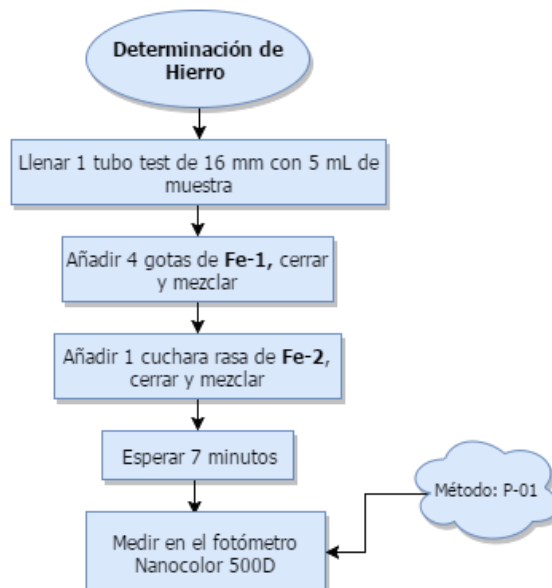 Determinación de
Hierro
Llenar 1 tubo test de 16 mm con 5 mL de
muestra
Añadir 4 gotas de Fe-1, cerrar
y mezclar
Añadir 1 cuchara rasa de Fe-2,
cerrar y mezclar
Esperar 7 minutos
Método: P-01
Medir en el fotómetro
Nanocolor 500D